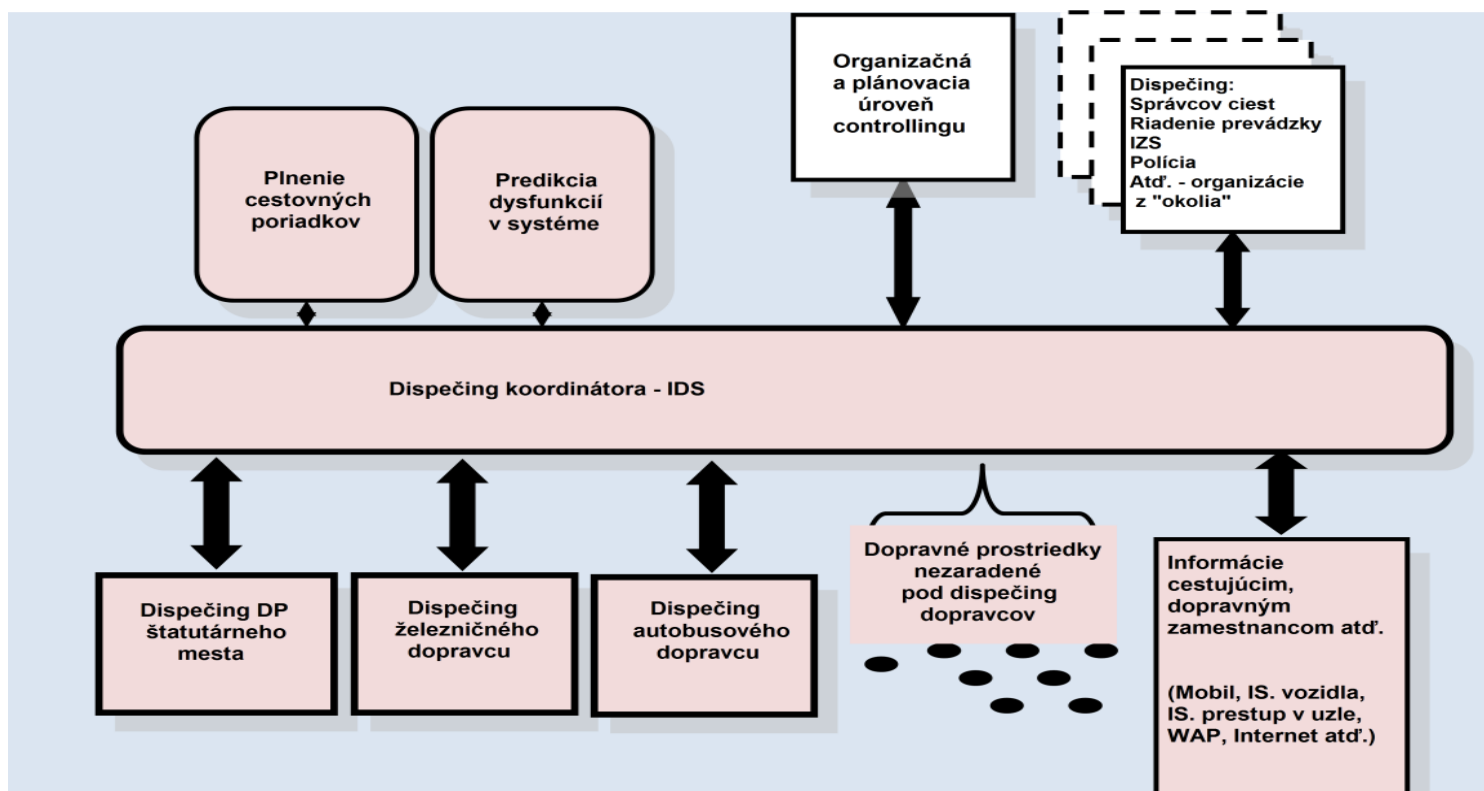 Organizačná
a plánovacia
úroveň
controllingu
Dispečing:
Správcov ciest
Riadenie prevádzky
IZS
Polícia
Atď. - organizácie
z "okolia"
Plnenie
cestovných
poriadkov
Predikcia
dysfunkcií
v systéme
Dispečing koordinátora - IDS
Dispečing DP
štatutárneho
mesta
Dispečing
železničného
dopravcu
Dispečing
autobusového
dopravcu
Dopravné prostriedky
nezaradené
pod dispečing
dopravcov
Informácie
cestujúcim,
dopravným
zamestnancom atď.
(Mobil, IS. vozidla,
IS. prestup v uzle,
WAP, Internet atď.)